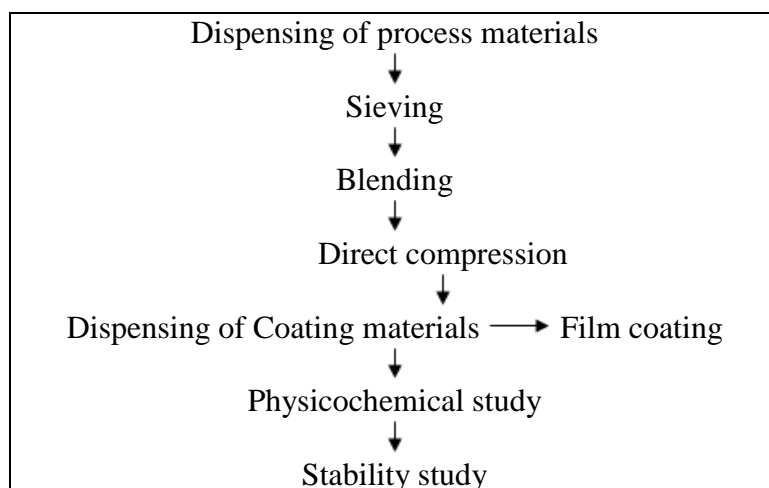 Dispensing of process materials
Sieving
Blending
Direct compression
Dispensing of Coating materials Film coating
Physicochemical study
Stability study